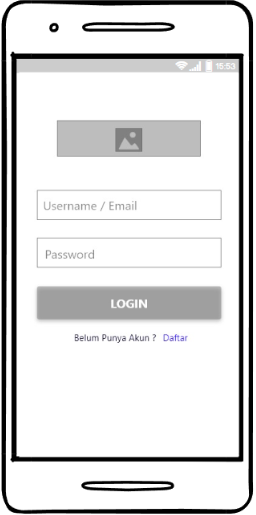 15:53
Username / Email
Password
LOGIN
Belum Punya Akun ? Daftar